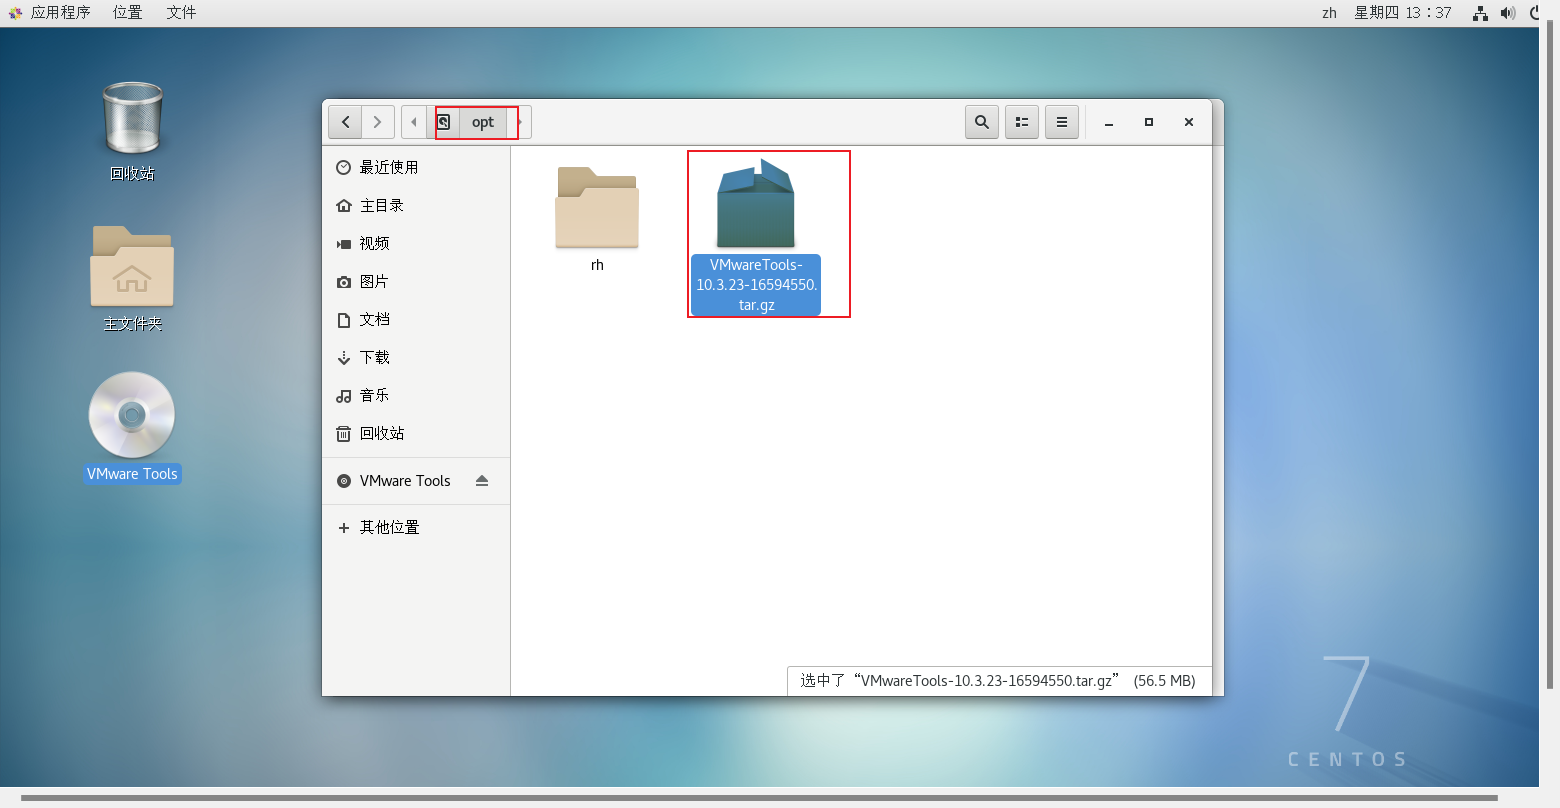 应用程序 位置 文件 zh 星期四 13：37
回收站
主文件夹
VMware Tools
opt
最近使用
主目录
视频
图片
文档
下载
音乐
回收站
VMware Tools
其他位置
rh
VMwareTools-
10.3.23-16594550.
tar.gz
选中了“VMwareTools-10.3.23-16594550.tar.gz” (56.5 MB)
7
CENTOS